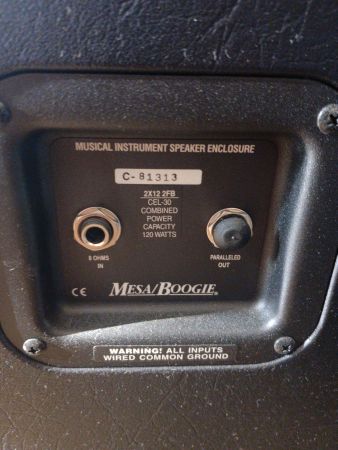 MUSICAL INSTRUMENT SPEAKER ENCLOSURE
C-81313
2X12 2FB
CEL-30
COMBINED
POWER
CAPACITY
120 WATTS
8 OHMS
IN
PARALLELED
OUT
CE MESA/BOOGIE®
WARNING! ALL INPUTS
WIRED COMMON GROUND